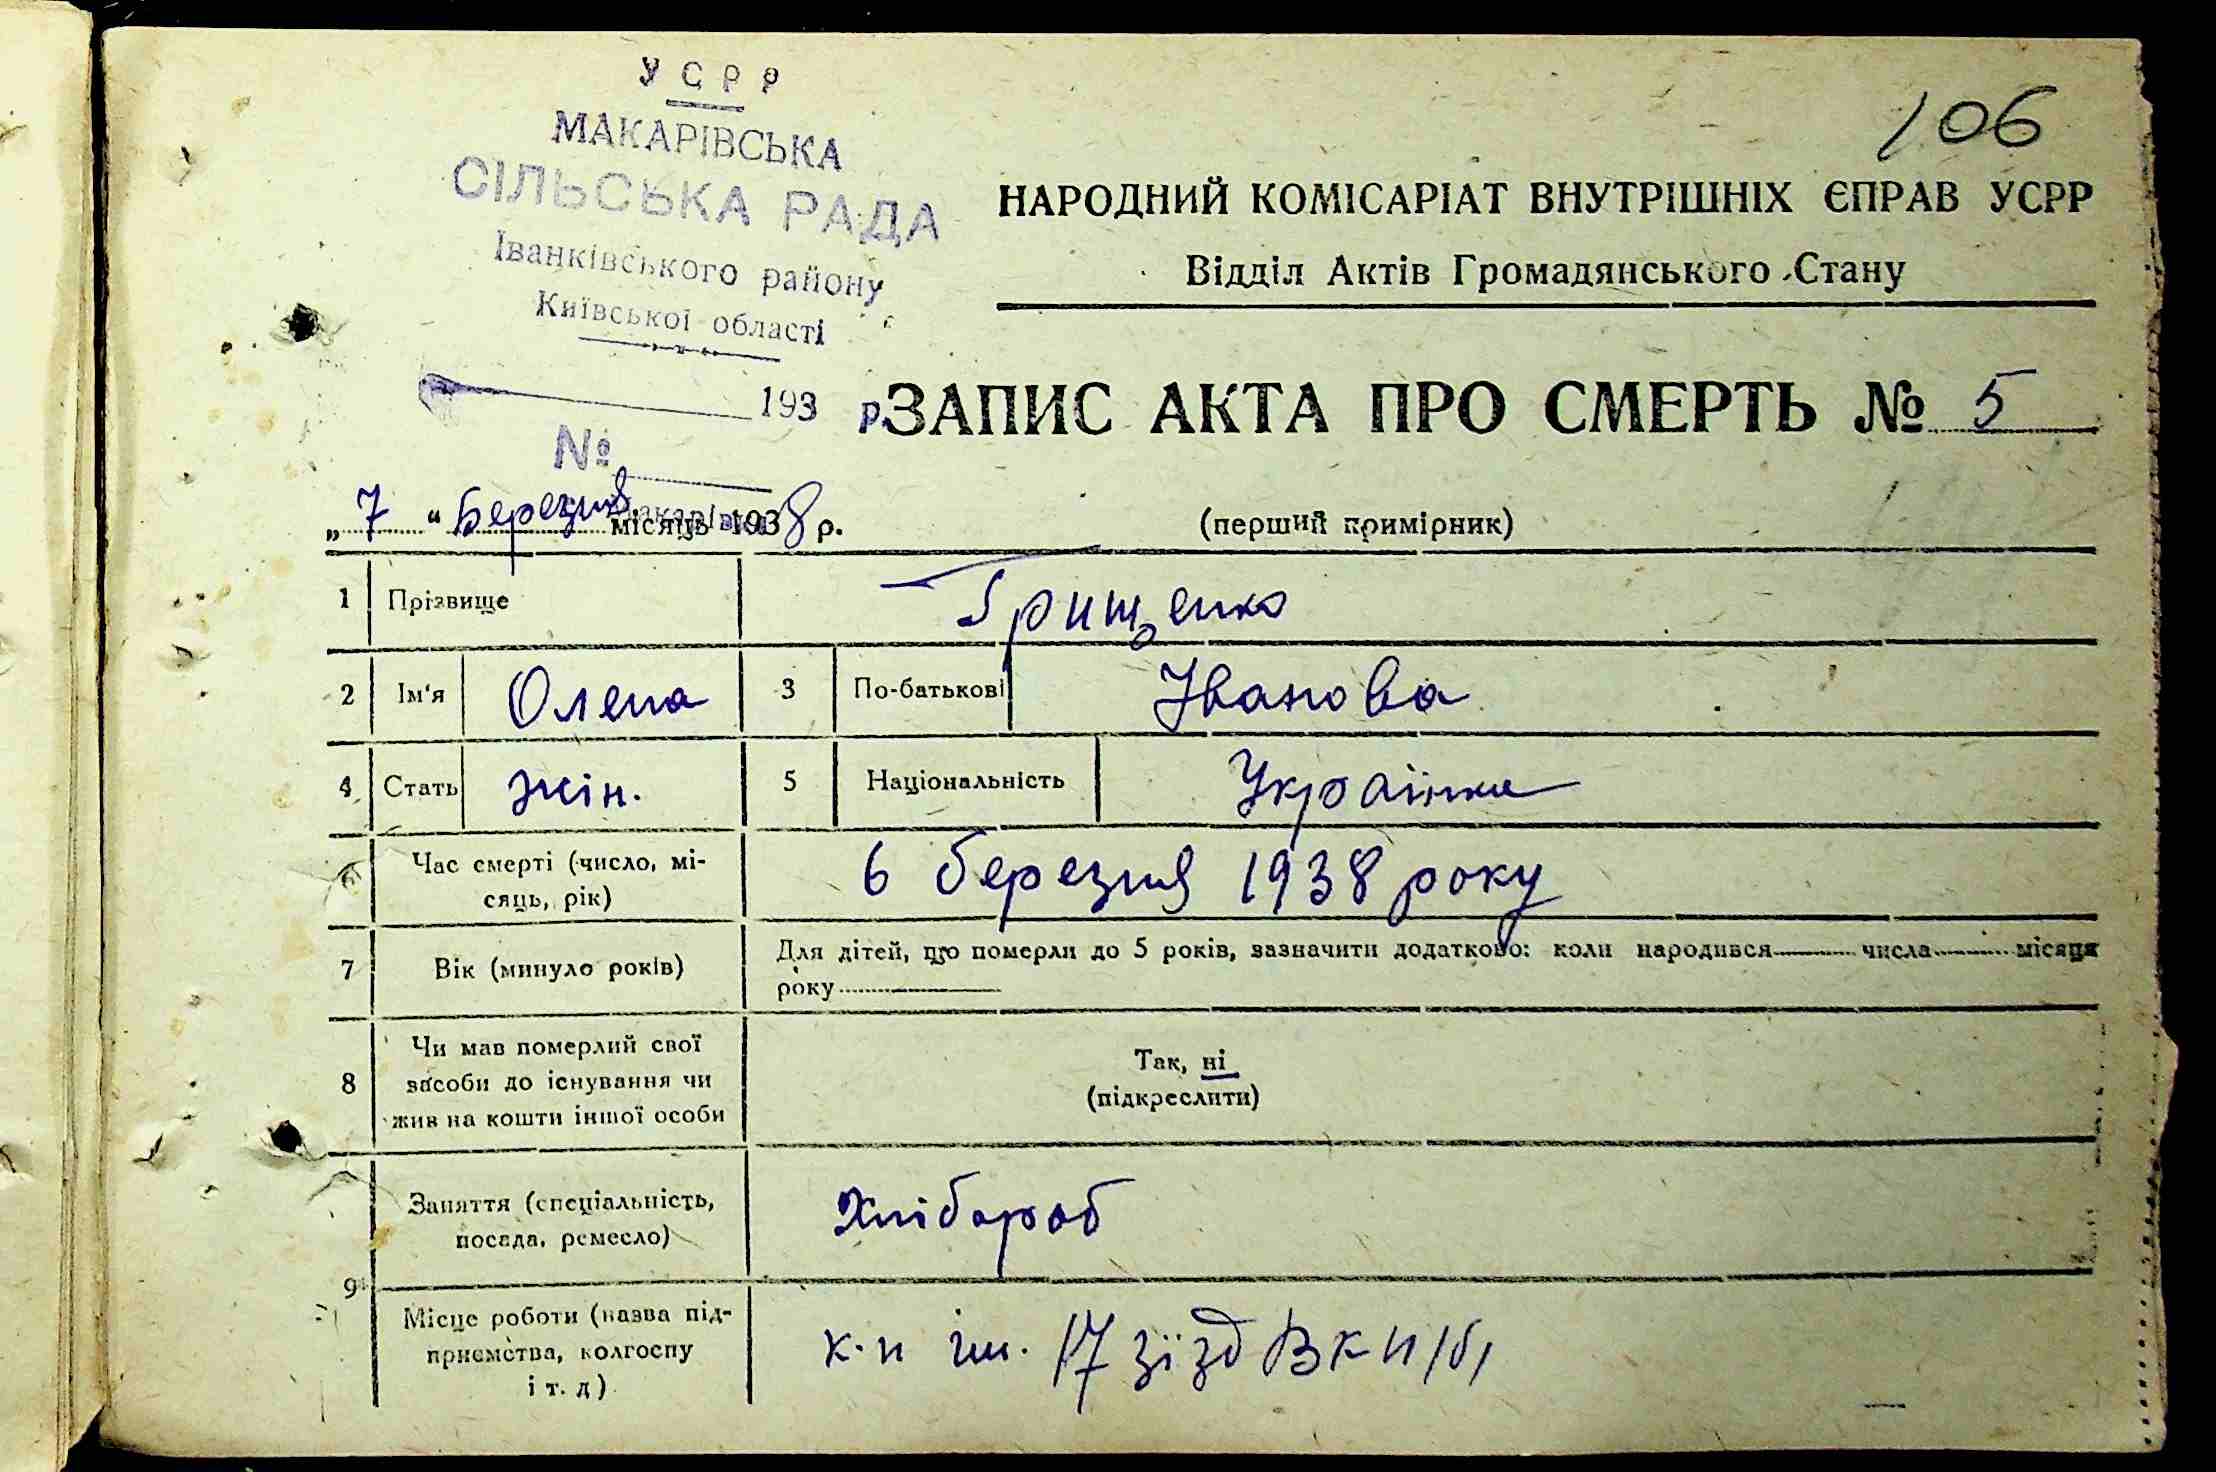 УСРР
МАКАРІВСЬКА
СІЛЬСЬКА РАДА
Іванківського району
Київської області
193 р.
№
106
НАРОДНИЙ КОМІСАРІАТ ВНУТРІШНІХ ЄПРАВ УСРР
Відділ Актів Громадянського Стану
ЗАПИС АКТА ПРО СМЕРТЬ № 5
„ 7 “ березня місяць 1938 р.
(перший примірник)
1 Прізвище Грищенко
2 Ім'я Олена 3 По-батькові Іванова
4 Стать жін. 5 Національність Українка
6 Час смерті (число, мі-
сяць, рік) 6 березня 1938 року
7 Вік (минуло років) Для дітей, що померли до 5 років, зазначити додатково: коли народився числа місяця
року
8 Чи мав померлий свої
засоби до існування чи
жив на кошти іншої особи
Так, ні
(підкреслити)
9 Заняття (спеціальність,
посада, ремесло) Хлібороб
Місце роботи (назва під-
приємства, колгоспу
і т. д) к.п ім. 17 зїзд ВКП/б/